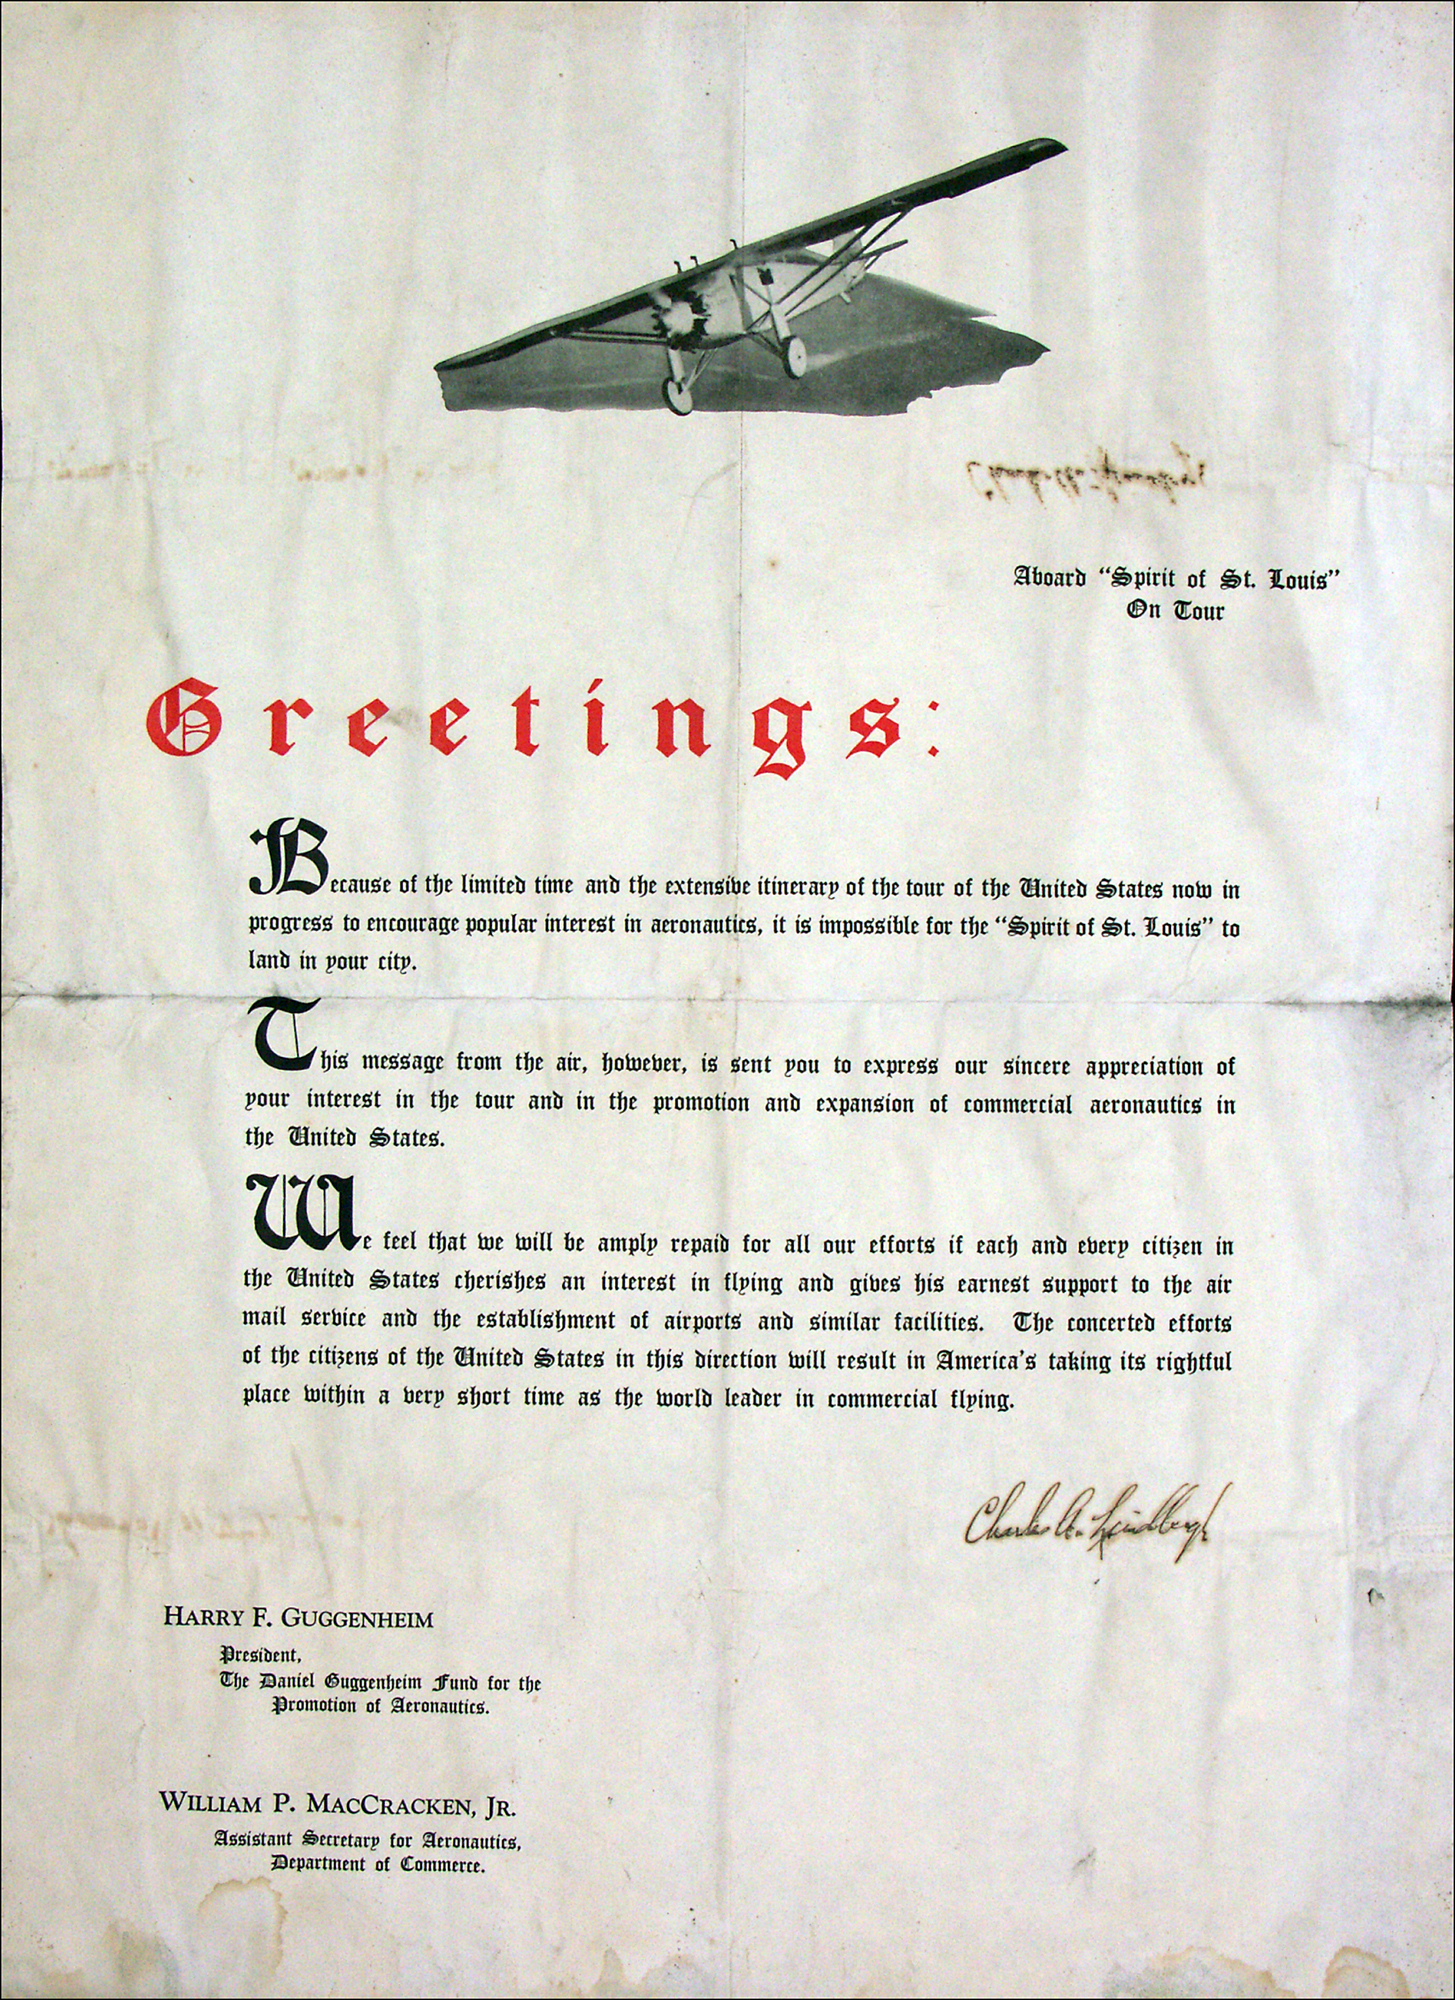 Aboard “Spirit of St. Louis”
On Tour
Greetings:
Because of the limited time and the extensive itinerary of the tour of the United States now in
progress to encourage popular interest in aeronautics, it is impossible for the “Spirit of St. Louis” to
land in your city.
This message from the air, however, is sent you to express our sincere appreciation of
your interest in the tour and in the promotion and expansion of commercial aeronautics in
the United States.
We feel that we will be amply repaid for all our efforts if each and every citizen in
the United States cherishes an interest in flying and gives his earnest support to the air
mail service and the establishment of airports and similar facilities. The concerted efforts
of the citizens of the United States in this direction will result in America’s taking its rightful
place within a very short time as the world leader in commercial flying.
Charles A. Lindbergh
HARRY F. GUGGENHEIM
President,
The Daniel Guggenheim Fund for the
Promotion of Aeronautics.
WILLIAM P. MACCRACKEN, JR.
Assistant Secretary for Aeronautics,
Department of Commerce.